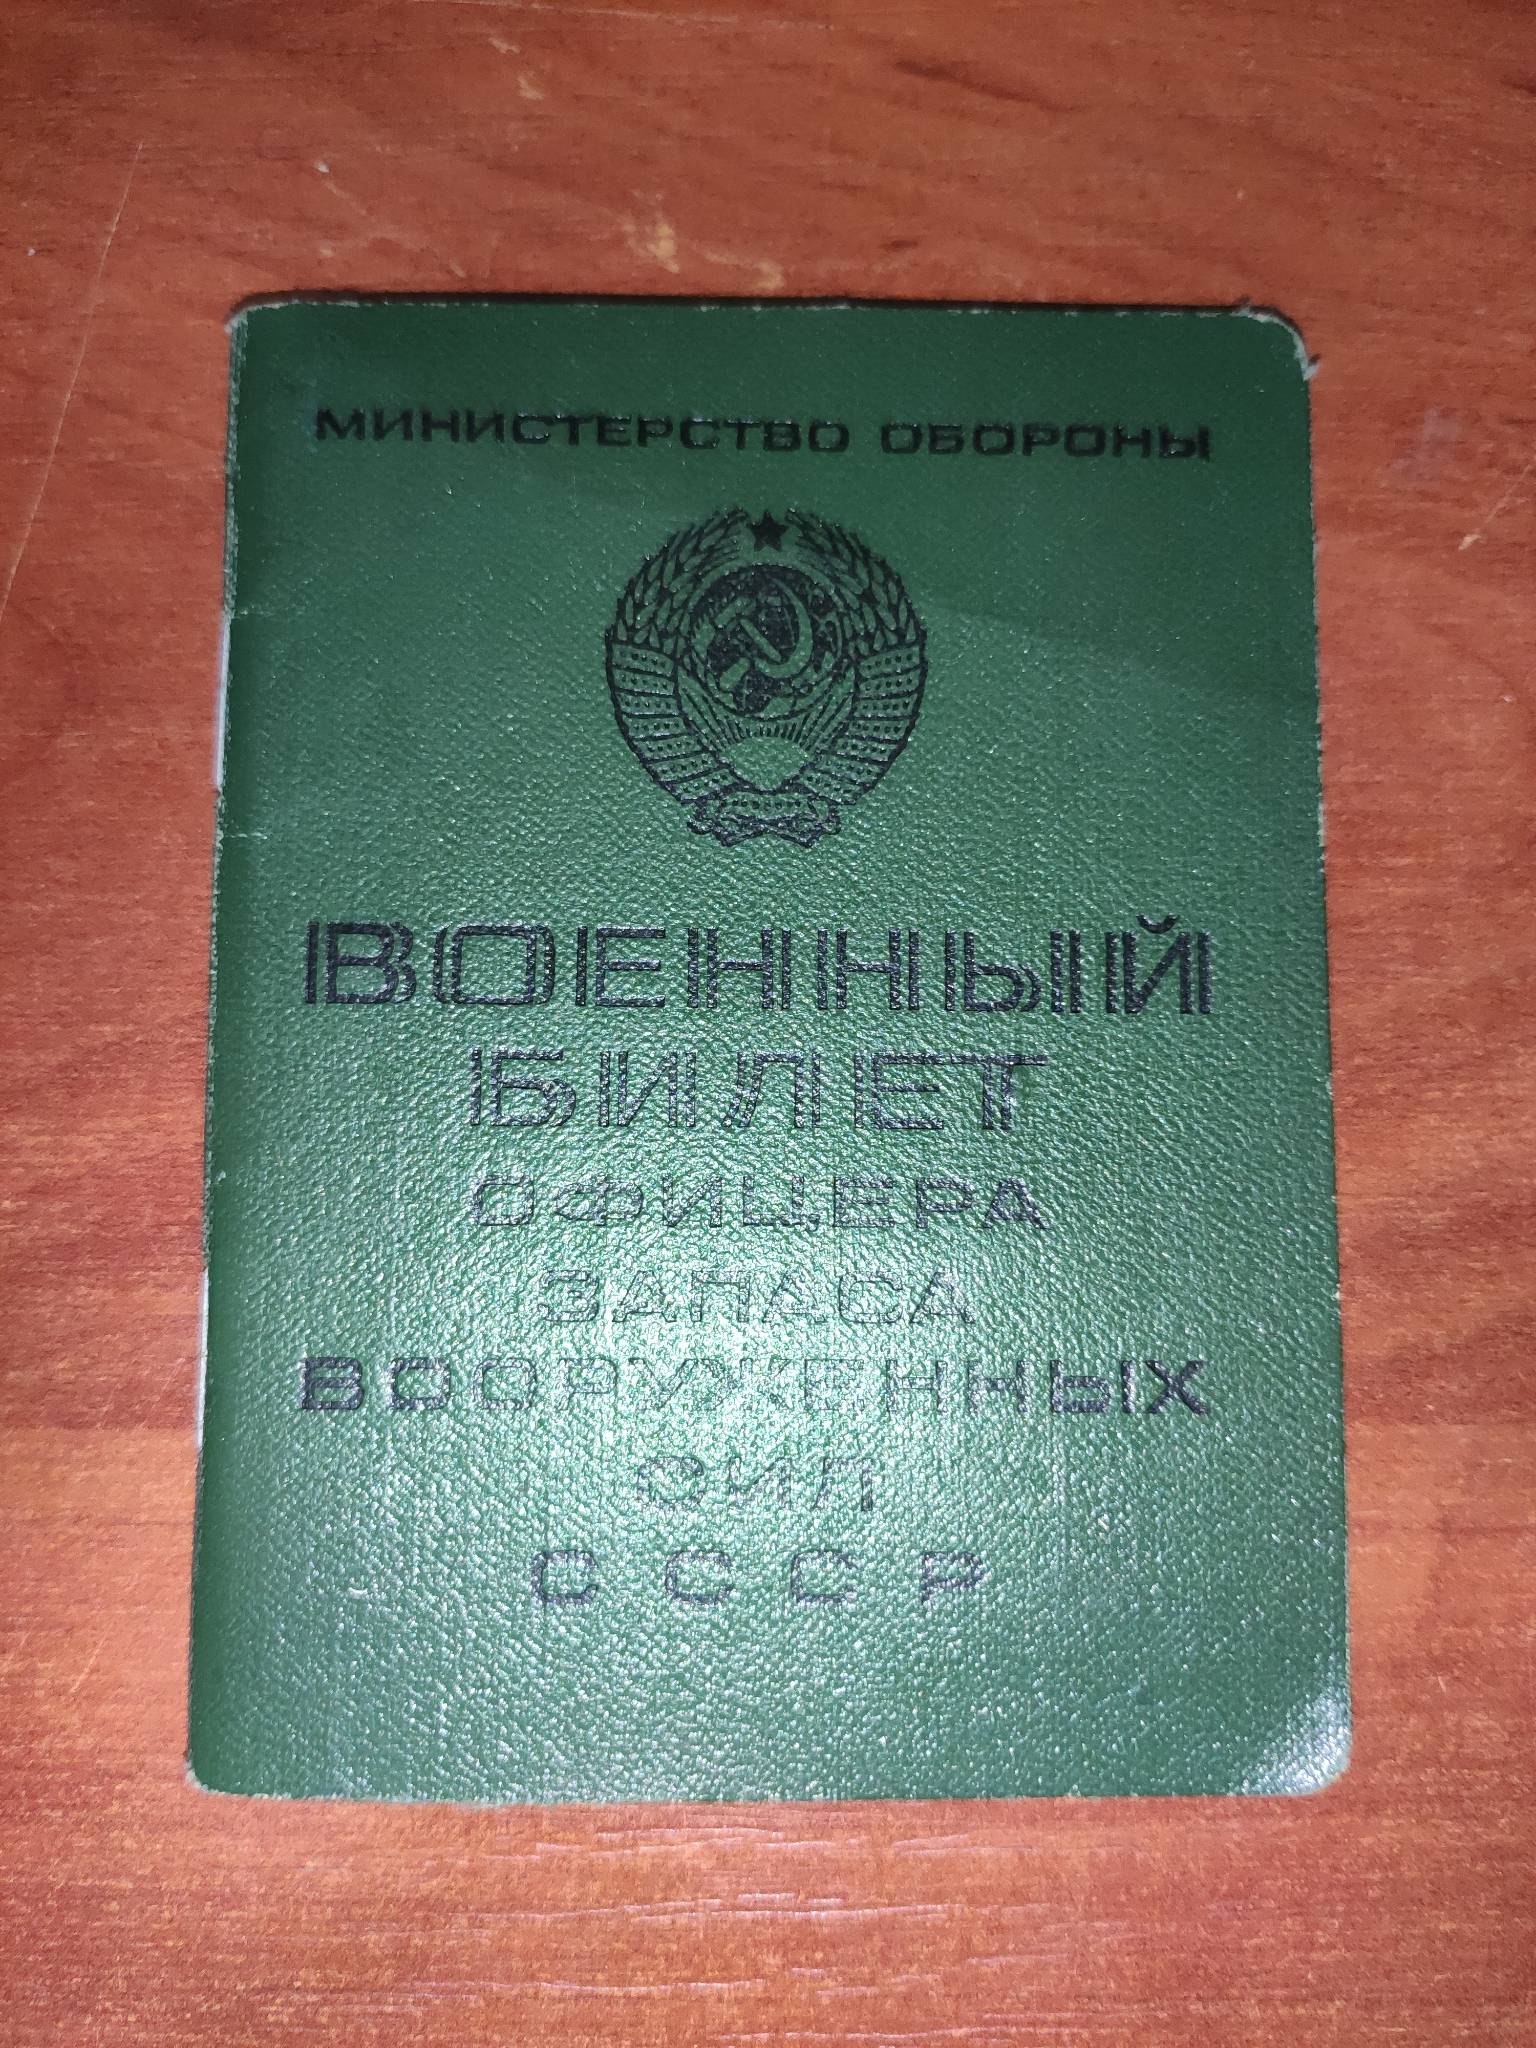 МИНИСТЕРСТВО ОБОРОНЫ
ВОЕННЫЙ
БИЛЕТ
ОФИЦЕРА
ЗАПАСА
ВООРУЖЕННЫХ
СИЛ
СССР